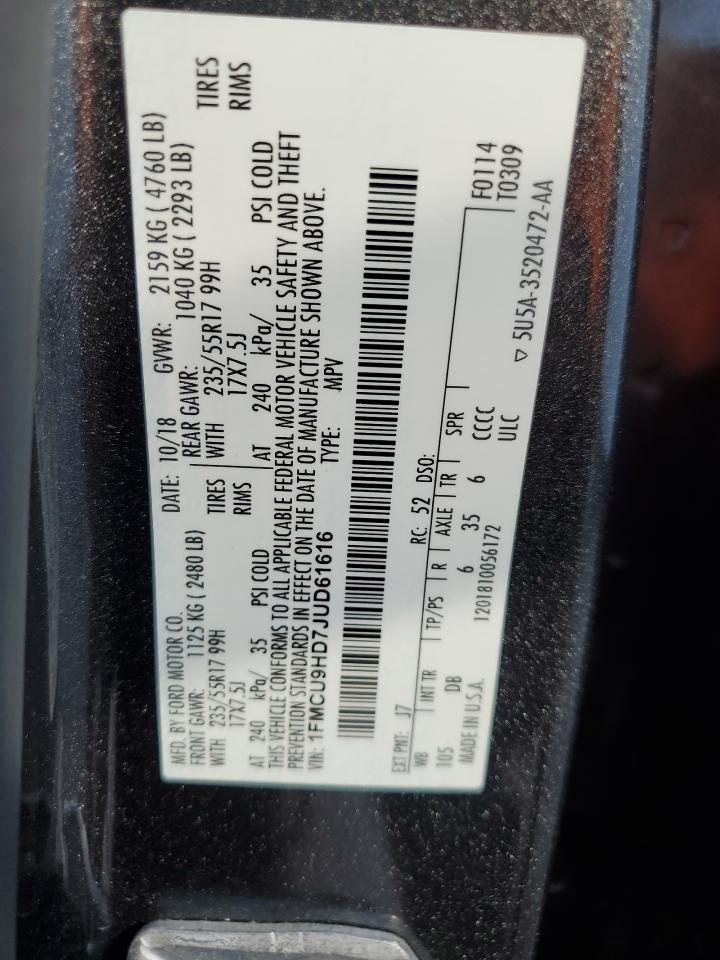 MFD. BY FORD MOTOR CO. DATE: 10/18 GVWR: 2159 KG ( 4760 LB)
FRONT GAWR: 1125 KG ( 2480 LB) REAR GAWR: 1040 KG ( 2293 LB)
WITH 235/55R17 99H TIRES WITH 235/55R17 99H TIRES
17X7.5J RIMS 17X7.5J RIMS
AT 240 kPa/ 35 PSI COLD AT 240 kPa/ 35 PSI COLD
THIS VEHICLE CONFORMS TO ALL APPLICABLE FEDERAL MOTOR VEHICLE SAFETY AND THEFT
PREVENTION STANDARDS IN EFFECT ON THE DATE OF MANUFACTURE SHOWN ABOVE.
VIN: 1FMCU9HD7JUD61616 TYPE: MPV
EXT PNT: J7 RC: 52 DSO:
WB INT TR TP/PS R AXLE TR SPR F0114
105 DB 6 35 6 CCCC T0309
MADE IN U.S.A. 1201810056172 ULC
▽ 5U5A-3520472-AA